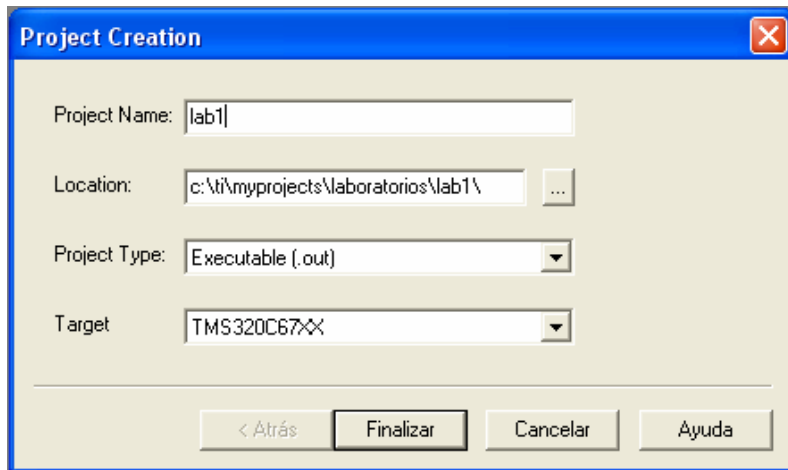 Project Creation
Project Name: lab1
Location: c:\ti\myprojects\laboratorios\lab1\ ...
Project Type: Executable (.out)
Target TMS320C67XX
< Atrás Finalizar Cancelar Ayuda